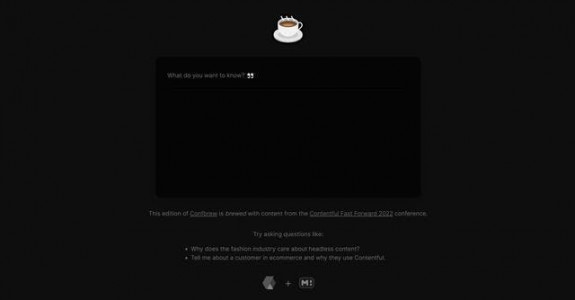 What do you want to know? 👀
This edition of Confbrew is brewed with content from the Contentful Fast Forward 2022 conference.
Try asking questions like:
• Why does the fashion industry care about headless content?
• Tell me about a customer in ecommerce and why they use Contentful.
+ M↓